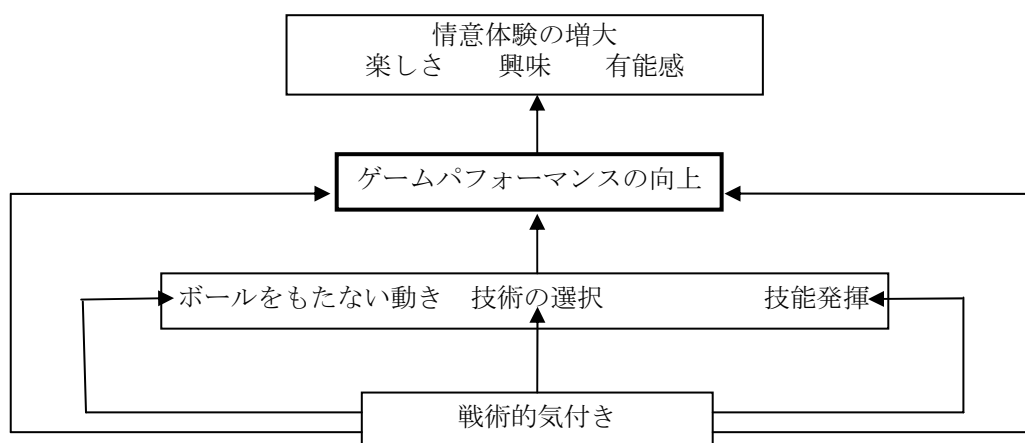 情意体験の増大
楽しさ 興味 有能感
ゲームパフォーマンスの向上
ボールをもたない動き 技術の選択 技能発揮
戦術的気付き